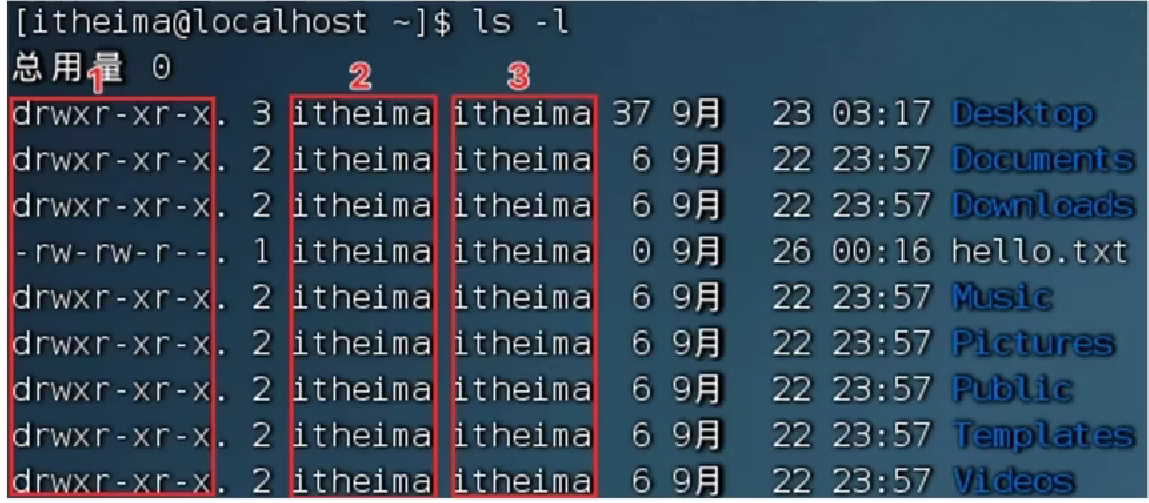 [itheima@localhost ~]$ ls -l
总用量 0
1 2 3
drwxr-xr-x. 3 itheima itheima 37 9月 23 03:17 Desktop
drwxr-xr-x. 2 itheima itheima 6 9月 22 23:57 Documents
drwxr-xr-x. 2 itheima itheima 6 9月 22 23:57 Downloads
-rw-rw-r--. 1 itheima itheima 0 9月 26 00:16 hello.txt
drwxr-xr-x. 2 itheima itheima 6 9月 22 23:57 Music
drwxr-xr-x. 2 itheima itheima 6 9月 22 23:57 Pictures
drwxr-xr-x. 2 itheima itheima 6 9月 22 23:57 Public
drwxr-xr-x. 2 itheima itheima 6 9月 22 23:57 Templates
drwxr-xr-x. 2 itheima itheima 6 9月 22 23:57 Videos